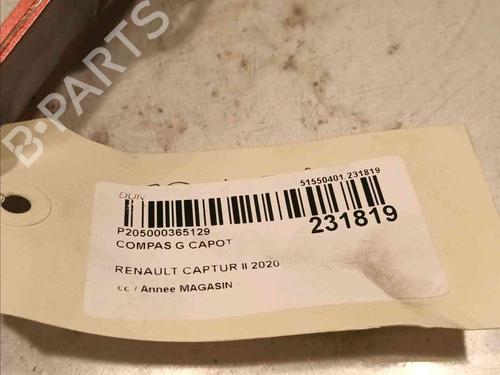 B-PARTS
DUN
51550401 231819
P205000365129
231819
COMPAS G CAPOT
RENAULT CAPTUR II 2020
cc / Annee MAGASIN